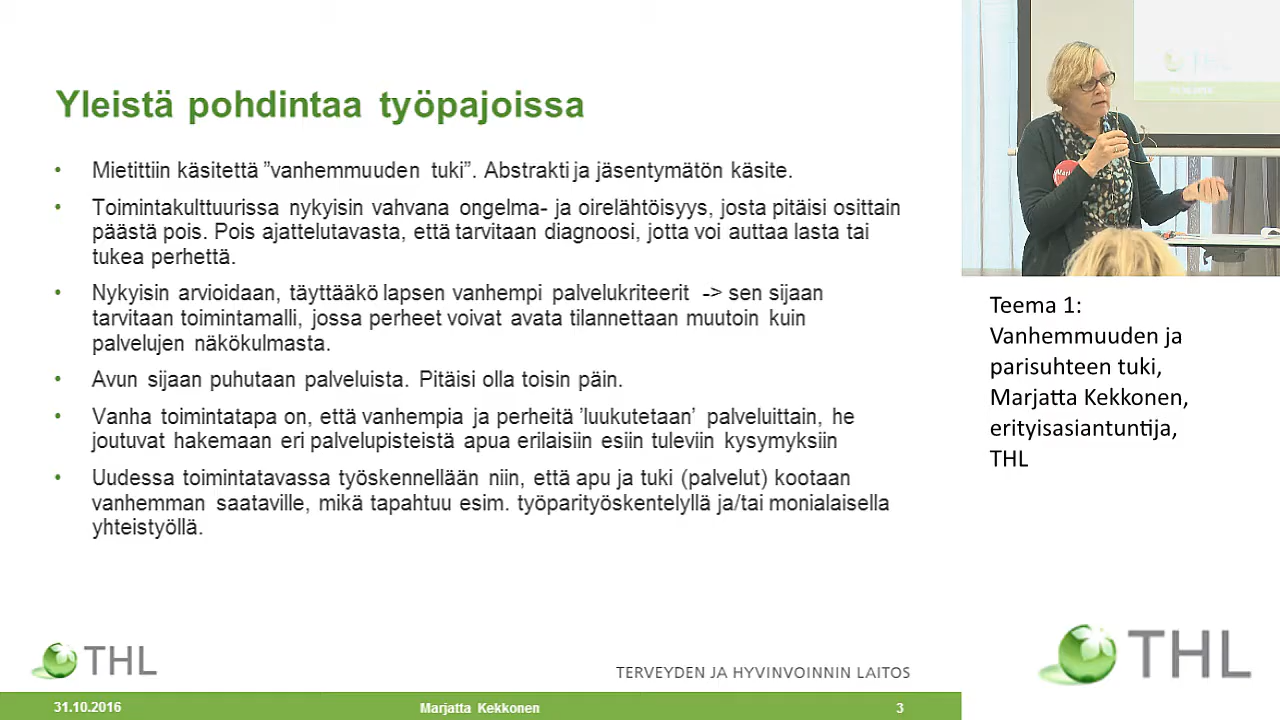 Yleistä pohdintaa työpajoissa
• Mietittiin käsitettä ”vanhemmuuden tuki”. Abstrakti ja jäsentymätön käsite.
• Toimintakulttuurissa nykyisin vahvana ongelma- ja oirelähtöisyys, josta pitäisi osittain
päästä pois. Pois ajattelutavasta, että tarvitaan diagnoosi, jotta voi auttaa lasta tai
tukea perhettä.
• Nykyisin arvioidaan, täyttääkö lapsen vanhempi palvelukriteerit -> sen sijaan
tarvitaan toimintamalli, jossa perheet voivat avata tilannettaan muutoin kuin
palvelujen näkökulmasta.
• Avun sijaan puhutaan palveluista. Pitäisi olla toisin päin.
• Vanha toimintatapa on, että vanhempia ja perheitä ’luukutetaan’ palveluittain, he
joutuvat hakemaan eri palvelupisteistä apua erilaisiin esiin tuleviin kysymyksiin
• Uudessa toimintatavassa työskennellään niin, että apu ja tuki (palvelut) kootaan
vanhemman saataville, mikä tapahtuu esim. työparityöskentelyllä ja/tai monialaisella
yhteistyöllä.
THL
TERVEYDEN JA HYVINVOINNIN LAITOS
31.10.2016
Marjatta Kekkonen
3
THL
Teema 1:
Vanhemmuuden ja
parisuhteen tuki,
Marjatta Kekkonen,
erityisasiantuntija,
THL
THL